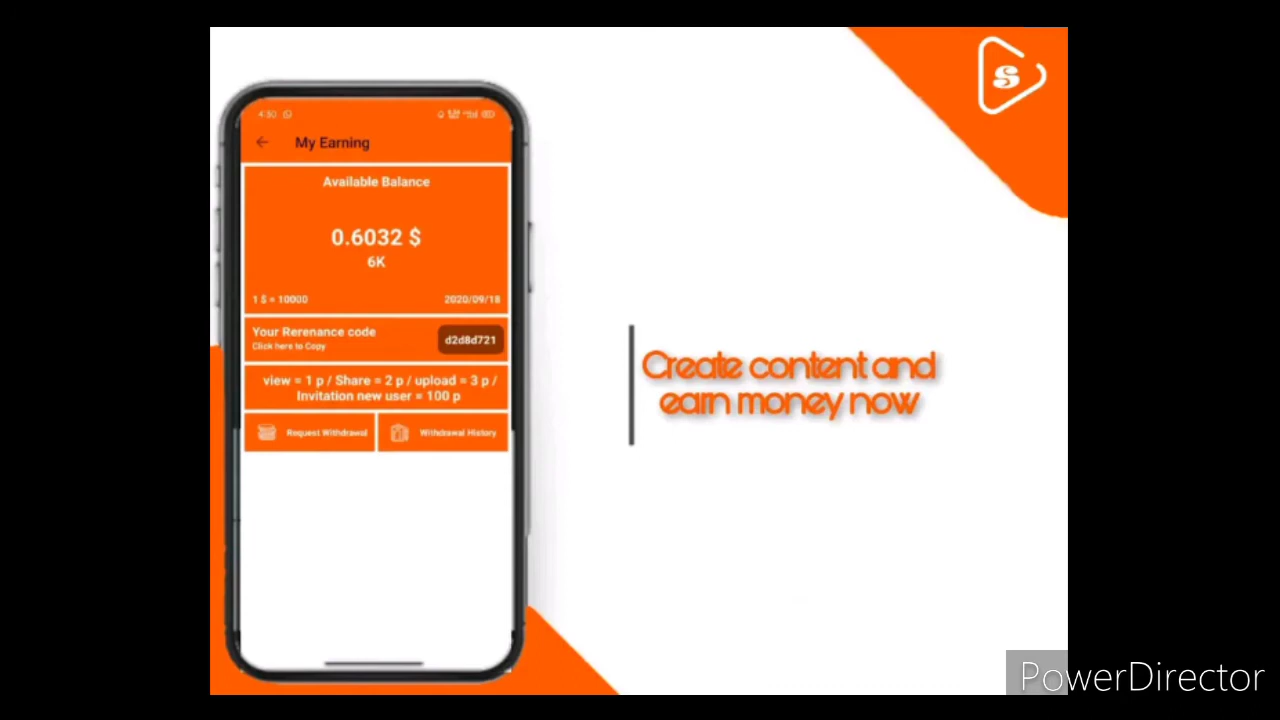 S
4:50
My Earning
Available Balance
0.6032 $
6K
1 $ = 10000
2020/09/18
Your Rerenance code
d2d8d721
Click here to Copy
view = 1 p / Share = 2 p / upload = 3 p /
Invitation new user = 100 p
Request Withdrawal
Withdrawal History
Create content and
earn money now
PowerDirector